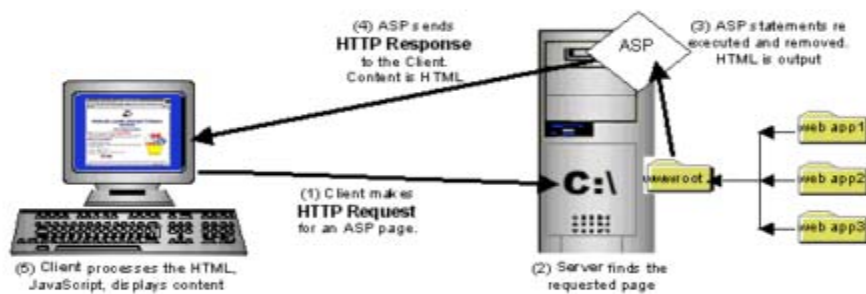 (4) ASP sends
HTTP Response
to the Client.
Content is HTML
ASP
(3) ASP statements re
executed and removed.
HTML is output
(1) Client makes
HTTP Request
for an ASP page.
C:\
wwwroot
web app1
web app2
web app3
(5) Client processes the HTML,
JavaScript, displays content
(2) Server finds the
requested page